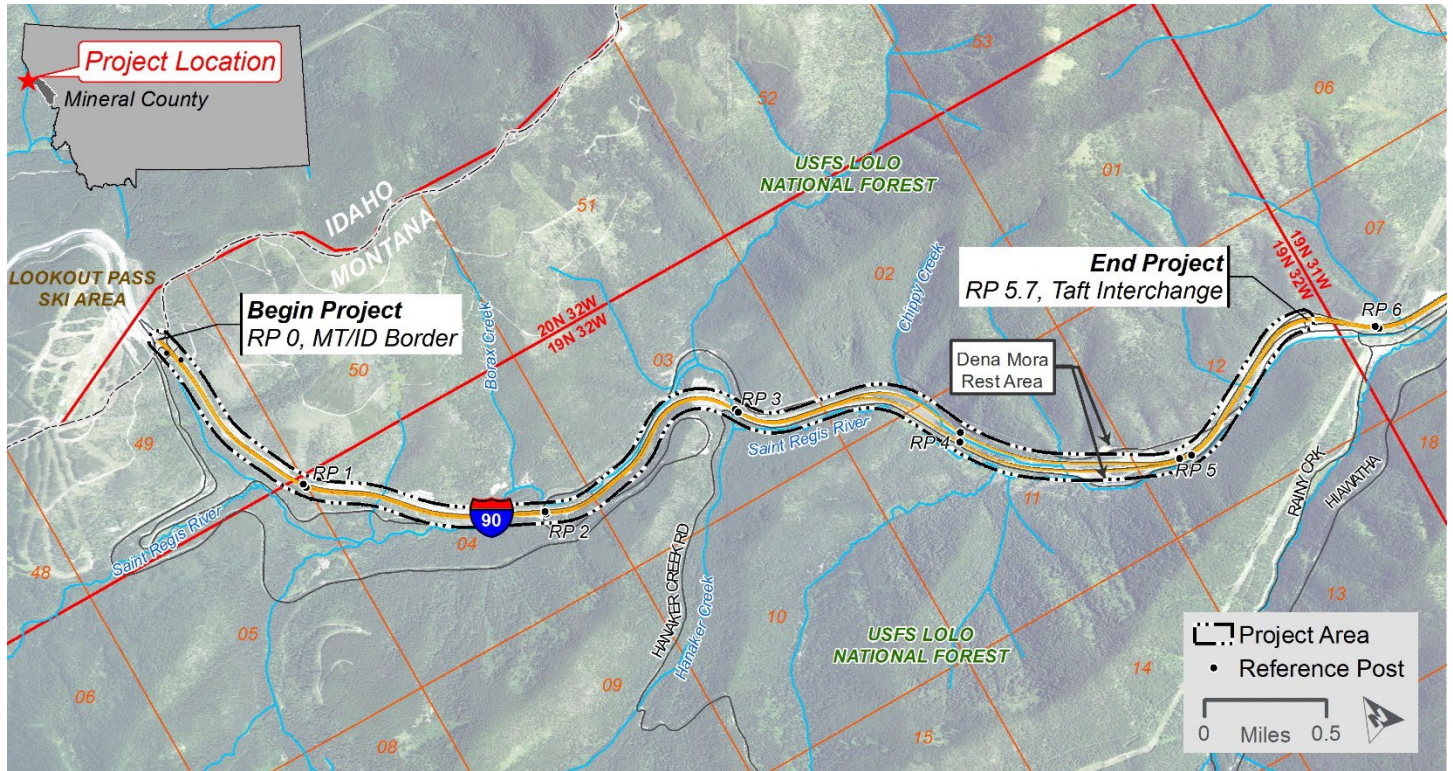 Project Location
Mineral County
IDAHO
MONTANA
LOOKOUT PASS
SKI AREA
Begin Project
RP 0, MT/ID Border
USFS LOLO
NATIONAL FOREST
End Project
RP 5.7, Taft Interchange
Dena Mora
Rest Area
53
52
51
50
49
48
06
01
07
02
03
12
18
04
11
05
10
13
14
09
06
08
15
20N 32W
19N 32W
19N 31W
19N 32W
Borax Creek
Chippy Creek
Saint Regis River
Saint Regis River
RP 1
RP 2
RP 3
RP 4
RP 5
RP 6
90
HANAKER CREEK RD
Hanaker Creek
RAINY CRK
HIAWATHA
USFS LOLO
NATIONAL FOREST
Project Area
Reference Post
0 Miles 0.5
N